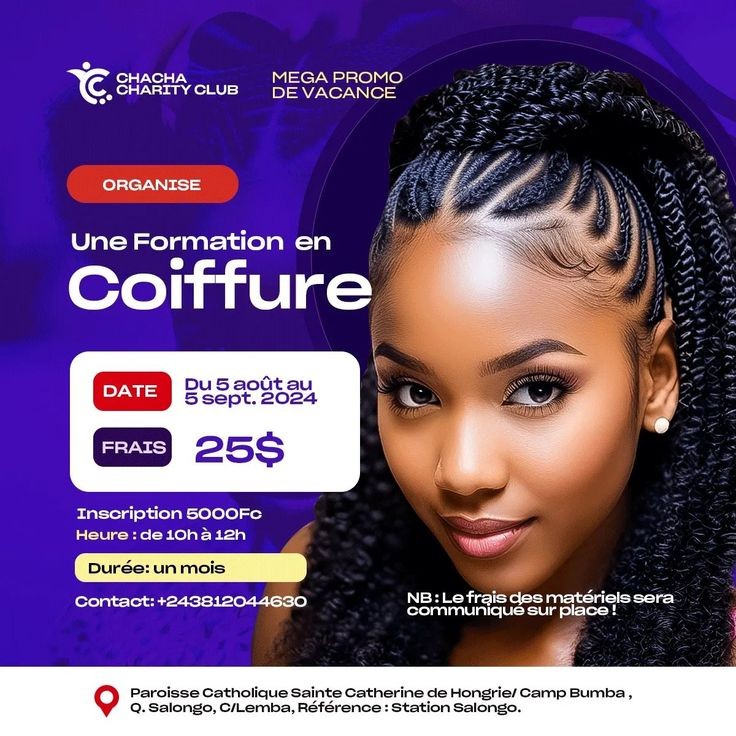 CHACHA
CHARITY CLUB
MEGA PROMO
DE VACANCE
ORGANISE
Une Formation en
Coiffure
DATE
Du 5 août au
5 sept. 2024
FRAIS
25$
Inscription 5000Fc
Heure : de 10h à 12h
Durée: un mois
Contact: +243812044630
NB : Le frais des matériels sera
communiqué sur place !
Paroisse Catholique Sainte Catherine de Hongrie/ Camp Bumba ,
Q. Salongo, C/Lemba, Référence : Station Salongo.